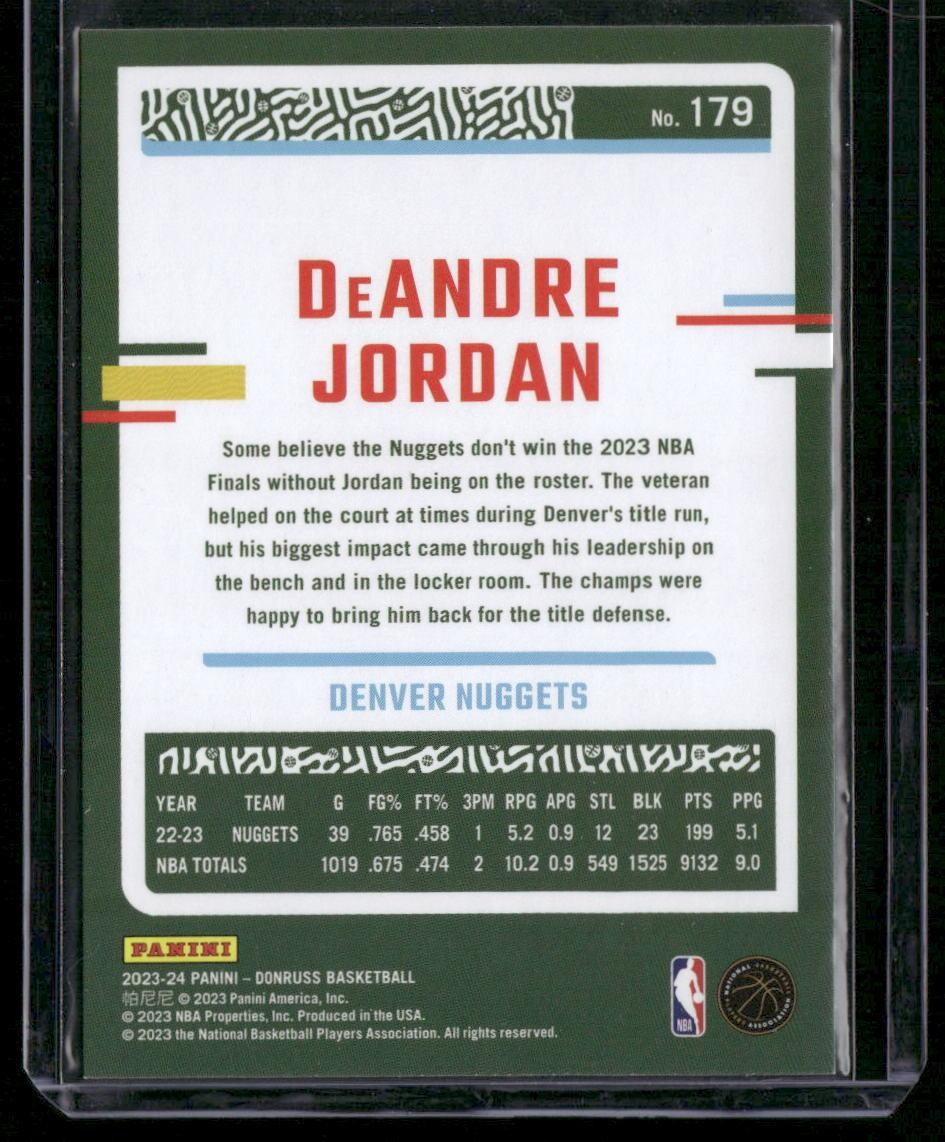 No. 179
DeANDRE
JORDAN
Some believe the Nuggets don't win the 2023 NBA
Finals without Jordan being on the roster. The veteran
helped on the court at times during Denver's title run,
but his biggest impact came through his leadership on
the bench and in the locker room. The champs were
happy to bring him back for the title defense.
DENVER NUGGETS
YEAR TEAM G FG% FT% 3PM RPG APG STL BLK PTS PPG
22-23 NUGGETS 39 .765 .458 1 5.2 0.9 12 23 199 5.1
NBA TOTALS 1019 .675 .474 2 10.2 0.9 549 1525 9132 9.0
PANINI
2023-24 PANINI – DONRUSS BASKETBALL
帕尼尼 © 2023 Panini America, Inc.
© 2023 NBA Properties, Inc. Produced in the USA.
© 2023 the National Basketball Players Association. All rights reserved.
NBA
NATIONAL BASKETBALL
PLAYERS ASSOCIATION